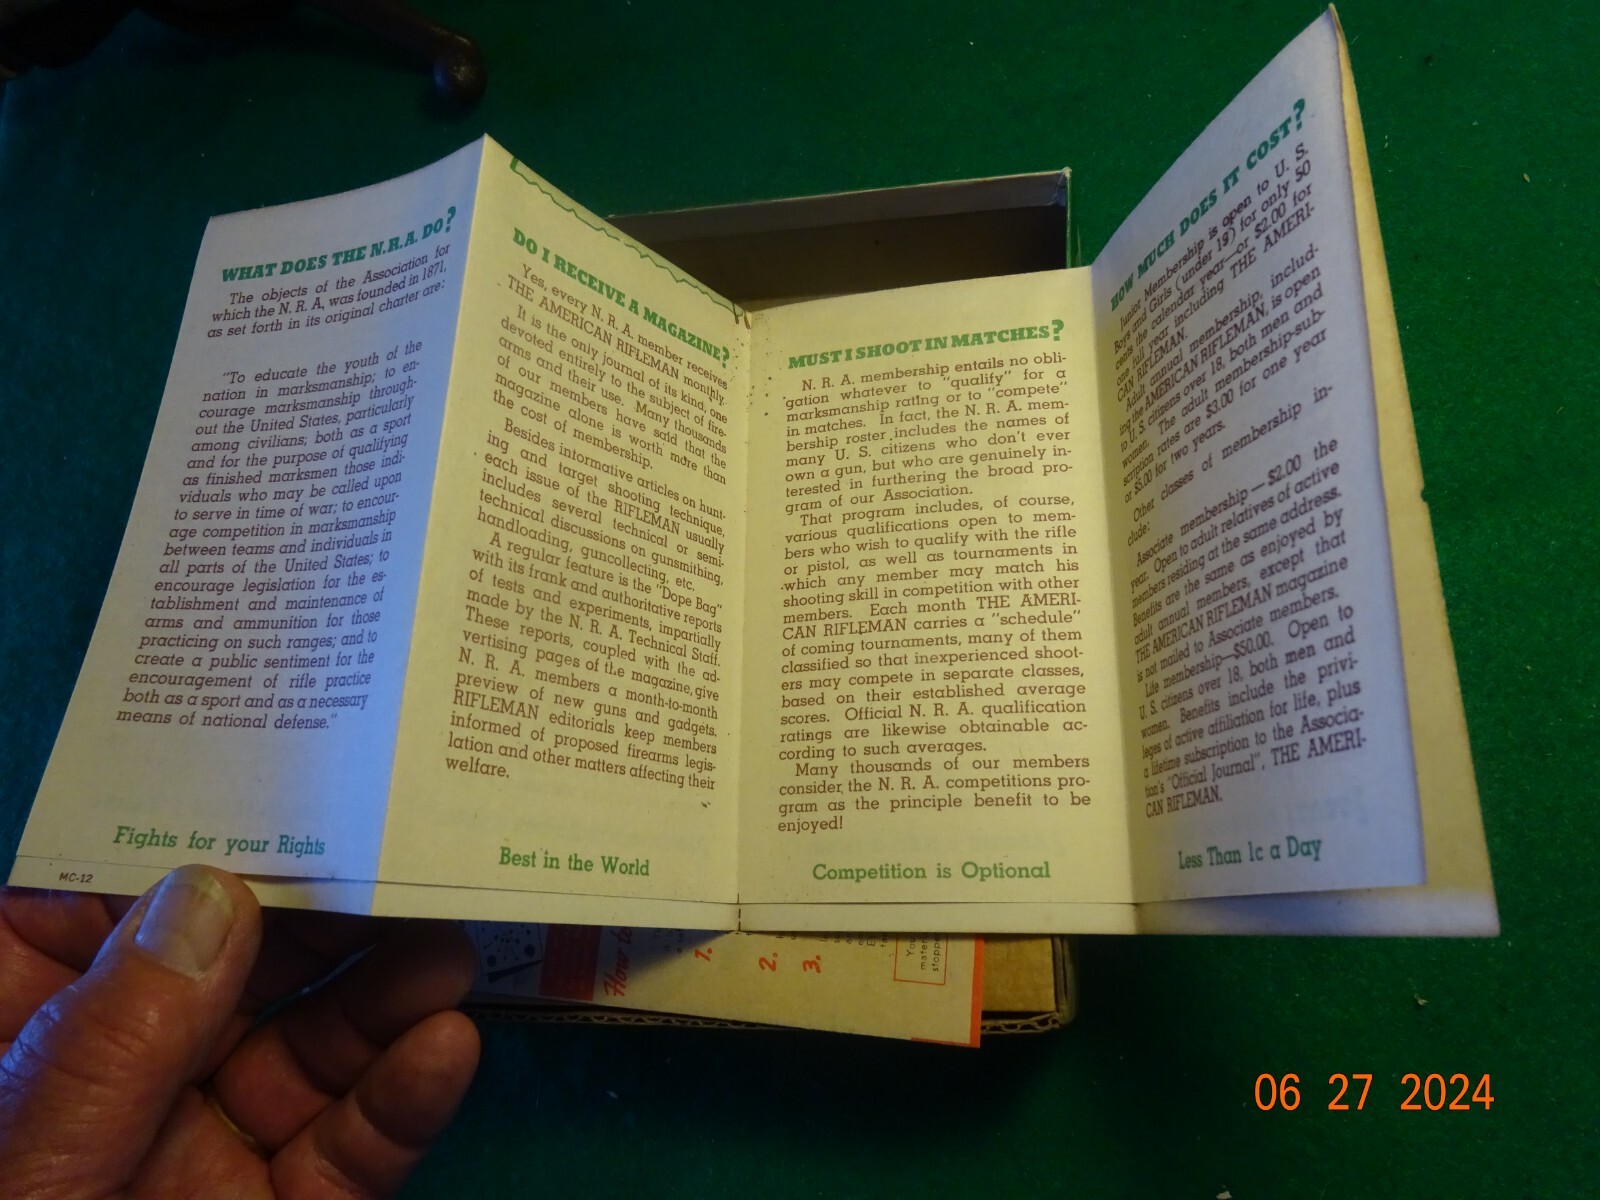 WHAT DOES THE N.R.A. DO?
The objects of the Association for
which the N. R. A. was founded in 1871,
as set forth in its original charter are:
"To educate the youth of the
nation in marksmanship; to en-
courage marksmanship through-
out the United States, particularly
among civilians; both as a sport
and for the purpose of qualifying
as finished marksmen those indi-
viduals who may be called upon
to serve in time of war; to encour-
age competition in marksmanship
between teams and individuals in
all parts of the United States; to
encourage legislation for the es-
tablishment and maintenance of
arms and ammunition for those
practicing on such ranges; and to
create a public sentiment for the
encouragement of rifle practice
both as a sport and as a necessary
means of national defense."
Fights for your Rights
MC-12
DO I RECEIVE A MAGAZINE?
Yes, every N. R. A. member receives
THE AMERICAN RIFLEMAN monthly.
It is the only journal of its kind, one
devoted entirely to the subject of fire-
arms and their use. Many thousands
of our members have said that the
magazine alone is worth more than
the cost of membership.
Besides informative articles on hunt-
ing and target shooting technique,
each issue of the RIFLEMAN usually
includes several technical or semi-
technical discussions on gunsmithing,
handloading, guncollecting, etc.
A regular feature is the "Dope Bag"
with its frank and authoritative reports
of tests and experiments, impartially
made by the N. R. A. Technical Staff.
These reports, coupled with the ad-
vertising pages of the magazine, give
N. R. A. members a month-to-month
preview of new guns and gadgets.
RIFLEMAN editorials keep members
informed of proposed firearms legis-
lation and other matters affecting their
welfare.
Best in the World
MUST I SHOOT IN MATCHES?
N. R. A. membership entails no obli-
gation whatever to "qualify" for a
marksmanship rating or to "compete"
in matches. In fact, the N. R. A. mem-
bership roster includes the names of
many U. S. citizens who don't ever
own a gun, but who are genuinely in-
terested in furthering the broad pro-
gram of our Association.
That program includes, of course,
various qualifications open to mem-
bers who wish to qualify with the rifle
or pistol, as well as tournaments in
which any member may match his
shooting skill in competition with other
members. Each month THE AMERI-
CAN RIFLEMAN carries a "schedule"
of coming tournaments, many of them
classified so that inexperienced shoot-
ers may compete in separate classes,
based on their established average
scores. Official N. R. A. qualification
ratings are likewise obtainable ac-
cording to such averages.
Many thousands of our members
consider the N. R. A. competitions pro-
gram as the principle benefit to be
enjoyed!
Competition is Optional
HOW MUCH DOES IT COST?
Junior Membership is open to U. S.
Boys and Girls (under 19) for only 50
cents the calendar year—or $2.00 for
one full year including THE AMERI-
CAN RIFLEMAN.
Adult annual membership, includ-
ing the AMERICAN RIFLEMAN, is open
to U. S. citizens over 18, both men and
women. The adult membership-sub-
scription rates are $3.00 for one year
or $5.00 for two years.
Other classes of membership in-
clude:
Associate membership — $2.00 the
year. Open to adult relatives of active
members residing at the same address.
Benefits are the same as enjoyed by
adult annual members, except that
THE AMERICAN RIFLEMAN magazine
is not mailed to Associate members.
Life membership—$50.00. Open to
U. S. citizens over 18, both men and
women. Benefits include the privi-
leges of active affiliation for life, plus
a lifetime subscription to the Associa-
tion's "Official Journal", THE AMERI-
CAN RIFLEMAN.
Less Than 1c a Day
How to
1.
2.
3.
06 27 2024